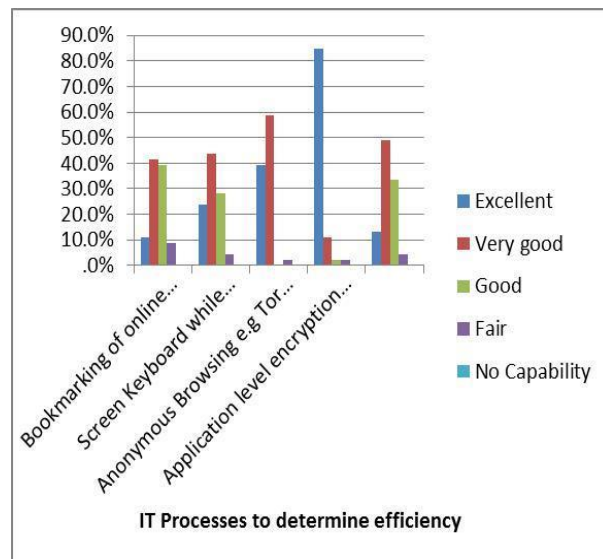 90.0%
80.0%
70.0%
60.0%
50.0%
40.0%
30.0%
20.0%
10.0%
.0%
Bookmarking of online...
Screen Keyboard while...
Anonymous Browsing e.g Tor...
Application level encryption...
Excellent
Very good
Good
Fair
No Capability
IT Processes to determine efficiency